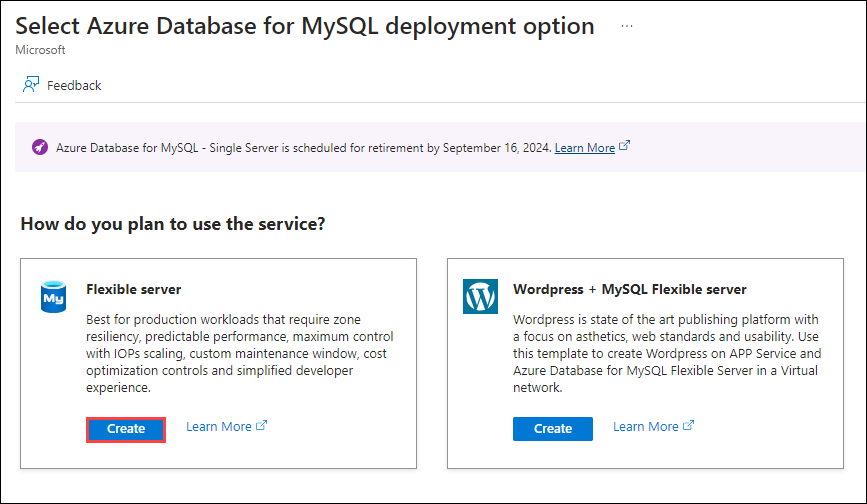 Select Azure Database for MySQL deployment option ...
Microsoft
Feedback
Azure Database for MySQL - Single Server is scheduled for retirement by September 16, 2024. Learn More
How do you plan to use the service?
My
Flexible server
Best for production workloads that require zone
resiliency, predictable performance, maximum control
with IOPs scaling, custom maintenance window, cost
optimization controls and simplified developer
experience.
Create
Learn More
Wordpress + MySQL Flexible server
Wordpress is state of the art publishing platform with
a focus on asthetics, web standards and usability. Use
this template to create Wordpress on APP Service and
Azure Database for MySQL Flexible Server in a Virtual
network.
Create
Learn More